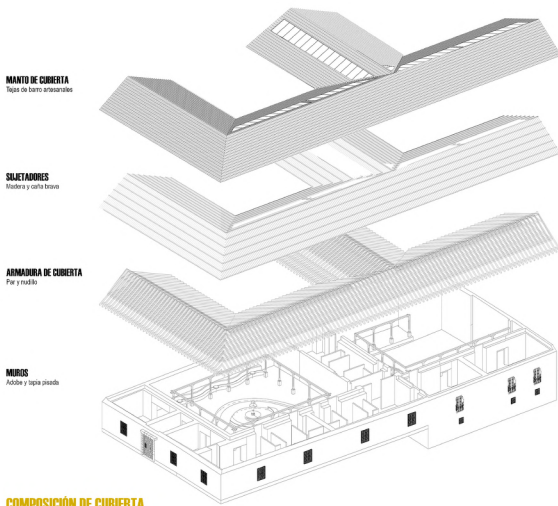 MANTO DE CUBIERTA
Tejas de barro artesanales
SUJETADORES
Madera y caña brava
ARMADURA DE CUBIERTA
Par y nudillo
MUROS
Adobe y tapia pisada
COMPOSICIÓN DE CUBIERTA